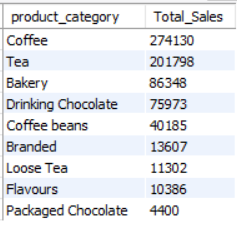 product_category Total_Sales
Coffee 274130
Tea 201798
Bakery 86348
Drinking Chocolate 75973
Coffee beans 40185
Branded 13607
Loose Tea 11302
Flavours 10386
Packaged Chocolate 4400